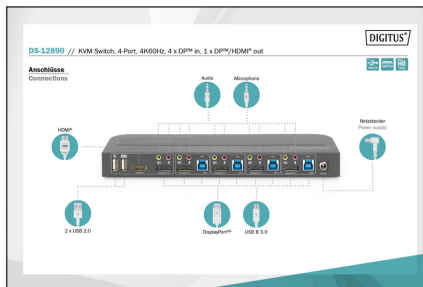 DIGITUS®
DS-12890 // KVM Switch, 4-Port, 4K60Hz, 4 x DP™ in, 1 x DP™/HDMI® out
Anschlüsse
Connections
Audio
Microphone
HDMI®
Netzstecker
Power supply
2 x USB 2.0
DisplayPort™
USB B 3.0